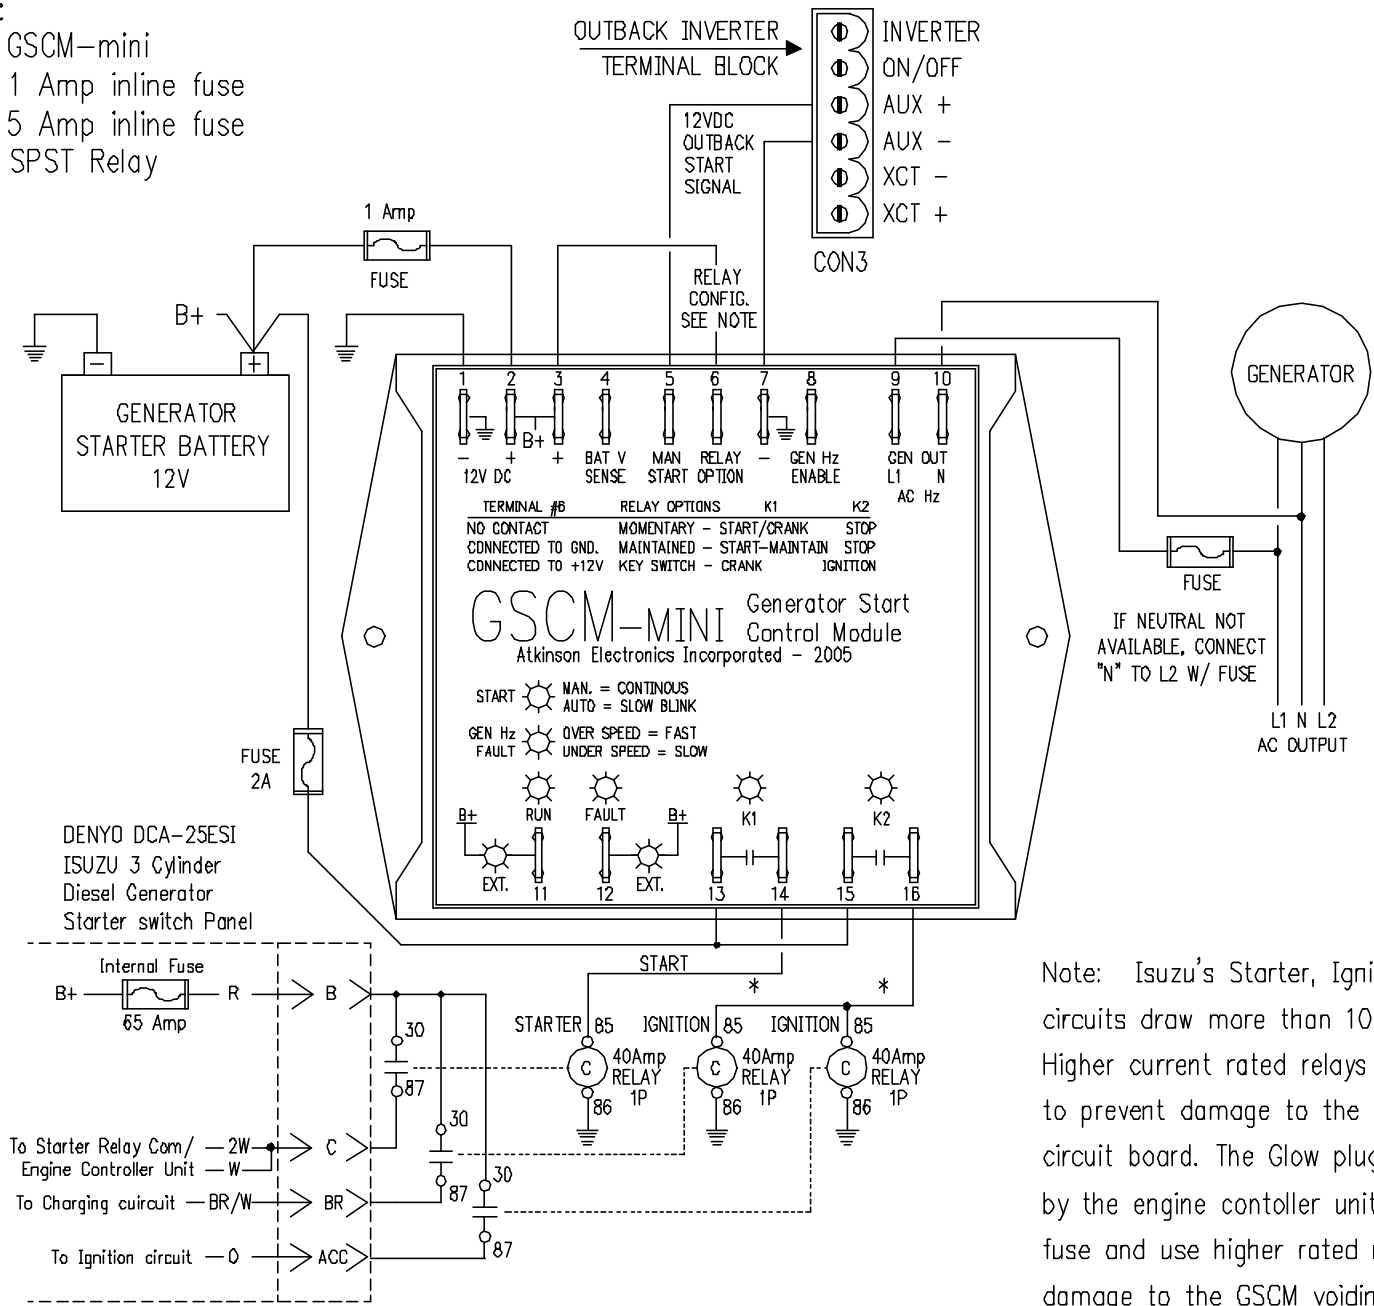 GSCM-mini
1 Amp inline fuse
5 Amp inline fuse
SPST Relay
OUTBACK INVERTER
TERMINAL BLOCK
INVERTER
ON/OFF
AUX +
AUX -
XCT -
XCT +
CON3
12VDC
OUTBACK
START
SIGNAL
1 Amp
FUSE
RELAY
CONFIG.
SEE NOTE
B+
- +
GENERATOR
STARTER BATTERY
12V
GENERATOR
1 2 3 4 5 6 7 8 9 10
B+
- + + BAT V MAN RELAY - GEN Hz GEN OUT
12V DC SENSE START OPTION ENABLE L1 N
AC Hz
TERMINAL #6 RELAY OPTIONS K1 K2
NO CONTACT MOMENTARY - START/CRANK STOP
CONNECTED TO GND. MAINTAINED - START-MAINTAIN STOP
CONNECTED TO +12V KEY SWITCH - CRANK IGNITION
GSCM-MINI Generator Start
Control Module
Atkinson Electronics Incorporated - 2005
START MAN. = CONTINOUS
AUTO = SLOW BLINK
GEN Hz OVER SPEED = FAST
FAULT UNDER SPEED = SLOW
B+ RUN FAULT B+ K1 K2
EXT. 11 12 EXT. 13 14 15 16
FUSE
IF NEUTRAL NOT
AVAILABLE, CONNECT
"N" TO L2 W/ FUSE
L1 N L2
AC OUTPUT
FUSE
2A
DENYO DCA-25ESI
ISUZU 3 Cylinder
Diesel Generator
Starter switch Panel
Internal Fuse
B+ R B
65 Amp
START
* *
STARTER 85 IGNITION 85 IGNITION 85
C 40Amp C 40Amp C 40Amp
RELAY RELAY RELAY
1P 1P 1P
86 86 86
30
87
30
87
30
87
To Starter Relay Com/ - 2W C
Engine Controller Unit - W
To Charging cuircuit - BR/W BR
To Ignition circuit - O ACC
Note: Isuzu's Starter, Igni
circuits draw more than 10
Higher current rated relays
to prevent damage to the
circuit board. The Glow plug
by the engine contoller unit
fuse and use higher rated
damage to the GSCM voiding